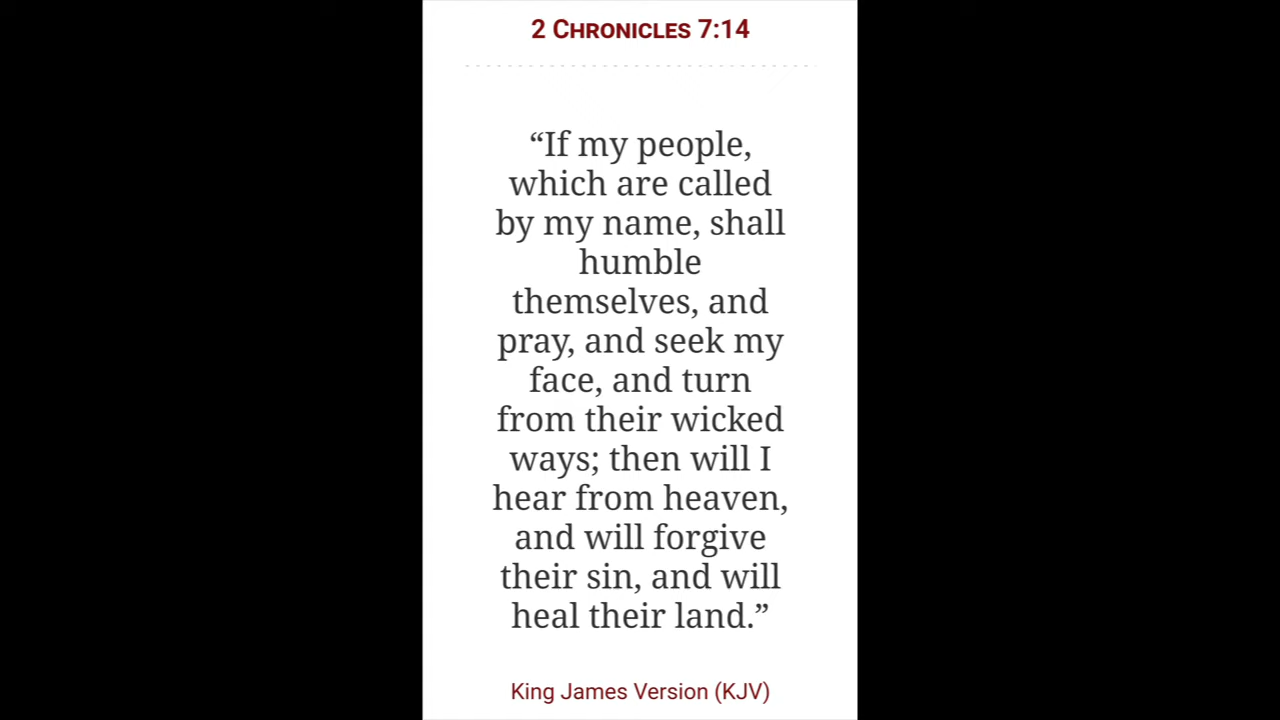 2 Chronicles 7:14
“If my people,
which are called
by my name, shall
humble
themselves, and
pray, and seek my
face, and turn
from their wicked
ways; then will I
hear from heaven,
and will forgive
their sin, and will
heal their land.”
King James Version (KJV)